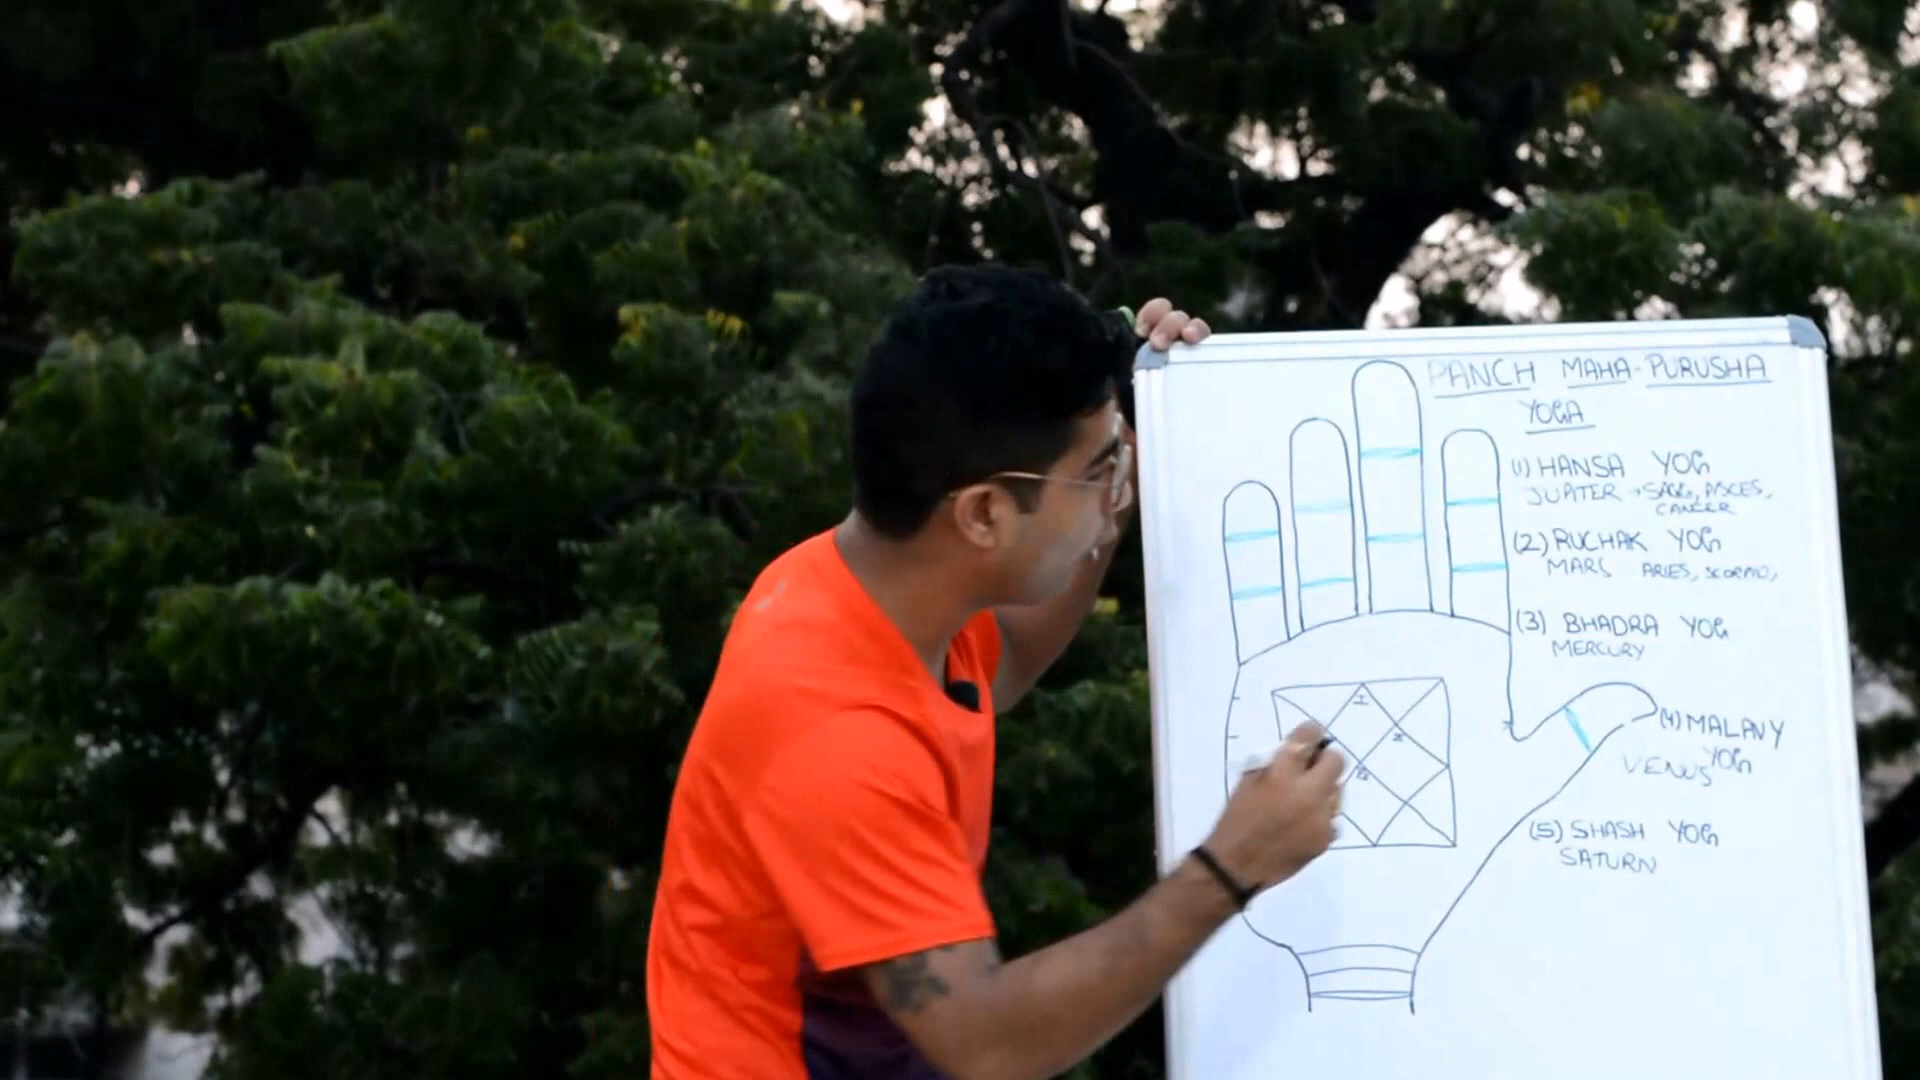 PANCH MAHA-PURUSHA
YOGA
(1) HANSA YOG
JUPITER → SAGI, PISCES,
CANCER
(2) RUCHAK YOG
MARS ARIES, SCORPIO,
(3) BHADRA YOG
MERCURY
(4) MALAVY
YOG
VENUS
(5) SHASH YOG
SATURN